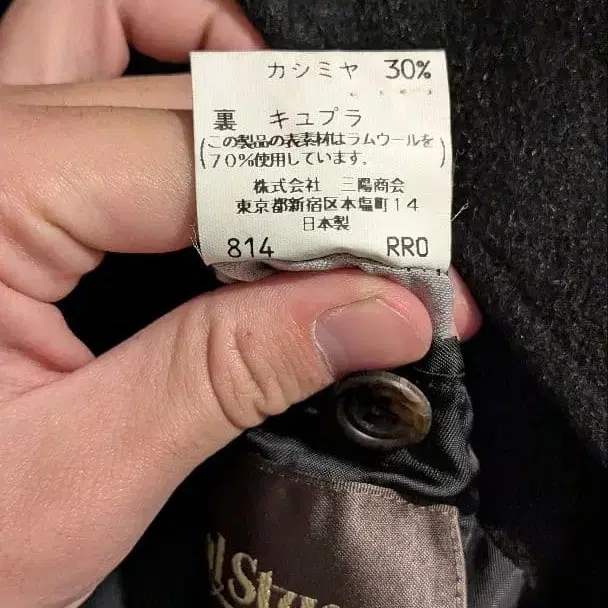 カシミヤ 30%
裏 キュプラ
(この製品の表素材はラムウールを
70%使用しています。)
株式会社 三陽商会
東京都新宿区本塩町14
日本製
814 RRO